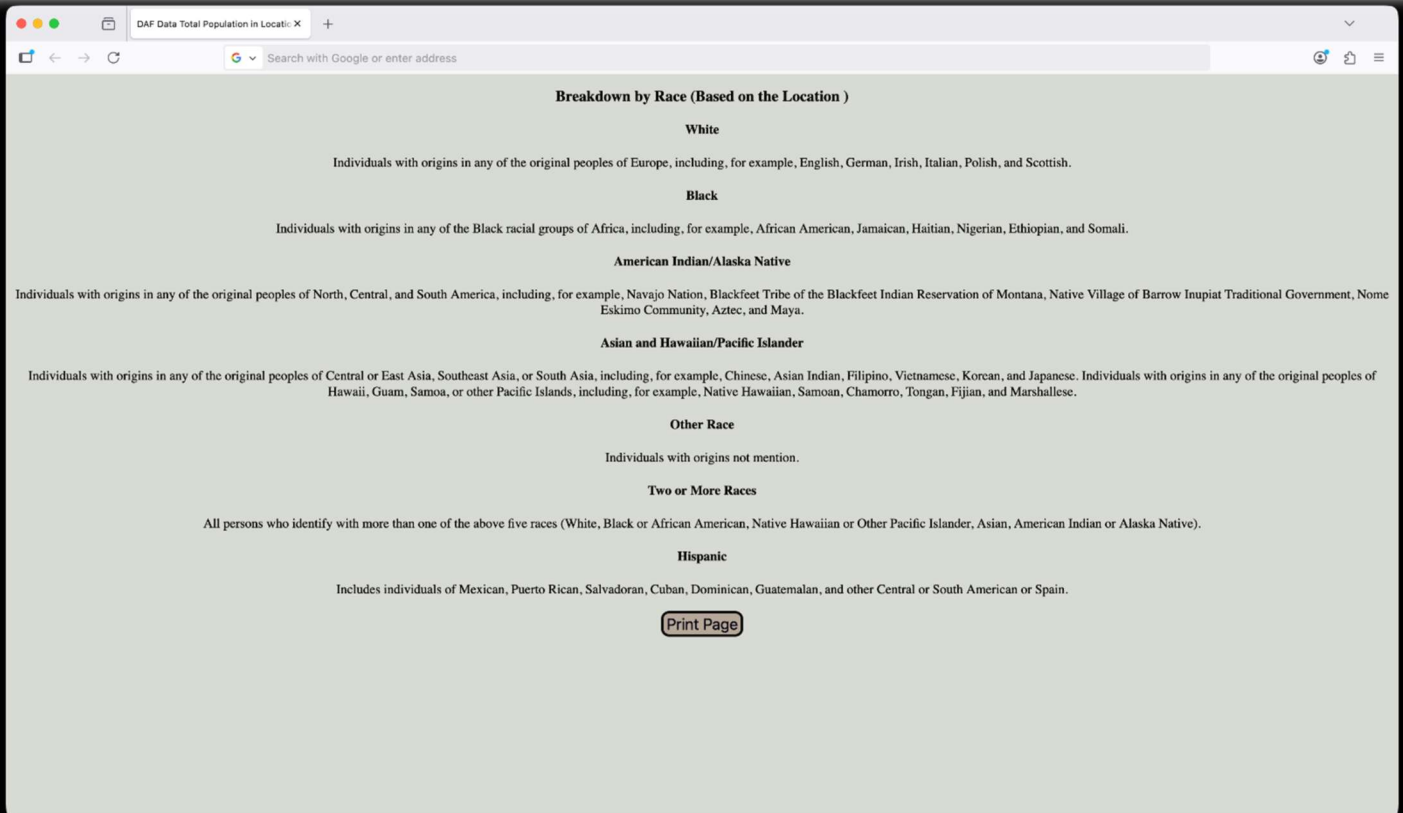 DAF Data Total Population in Locatic
Search with Google or enter address
Breakdown by Race (Based on the Location )
White
Individuals with origins in any of the original peoples of Europe, including, for example, English, German, Irish, Italian, Polish, and Scottish.
Black
Individuals with origins in any of the Black racial groups of Africa, including, for example, African American, Jamaican, Haitian, Nigerian, Ethiopian, and Somali.
American Indian/Alaska Native
Individuals with origins in any of the original peoples of North, Central, and South America, including, for example, Navajo Nation, Blackfeet Tribe of the Blackfeet Indian Reservation of Montana, Native Village of Barrow Inupiat Traditional Government, Nome
Eskimo Community, Aztec, and Maya.
Asian and Hawaiian/Pacific Islander
Individuals with origins in any of the original peoples of Central or East Asia, Southeast Asia, or South Asia, including, for example, Chinese, Asian Indian, Filipino, Vietnamese, Korean, and Japanese. Individuals with origins in any of the original peoples of
Hawaii, Guam, Samoa, or other Pacific Islands, including, for example, Native Hawaiian, Samoan, Chamorro, Tongan, Fijian, and Marshallese.
Other Race
Individuals with origins not mention.
Two or More Races
All persons who identify with more than one of the above five races (White, Black or African American, Native Hawaiian or Other Pacific Islander, Asian, American Indian or Alaska Native).
Hispanic
Includes individuals of Mexican, Puerto Rican, Salvadoran, Cuban, Dominican, Guatemalan, and other Central or South American or Spain.
Print Page